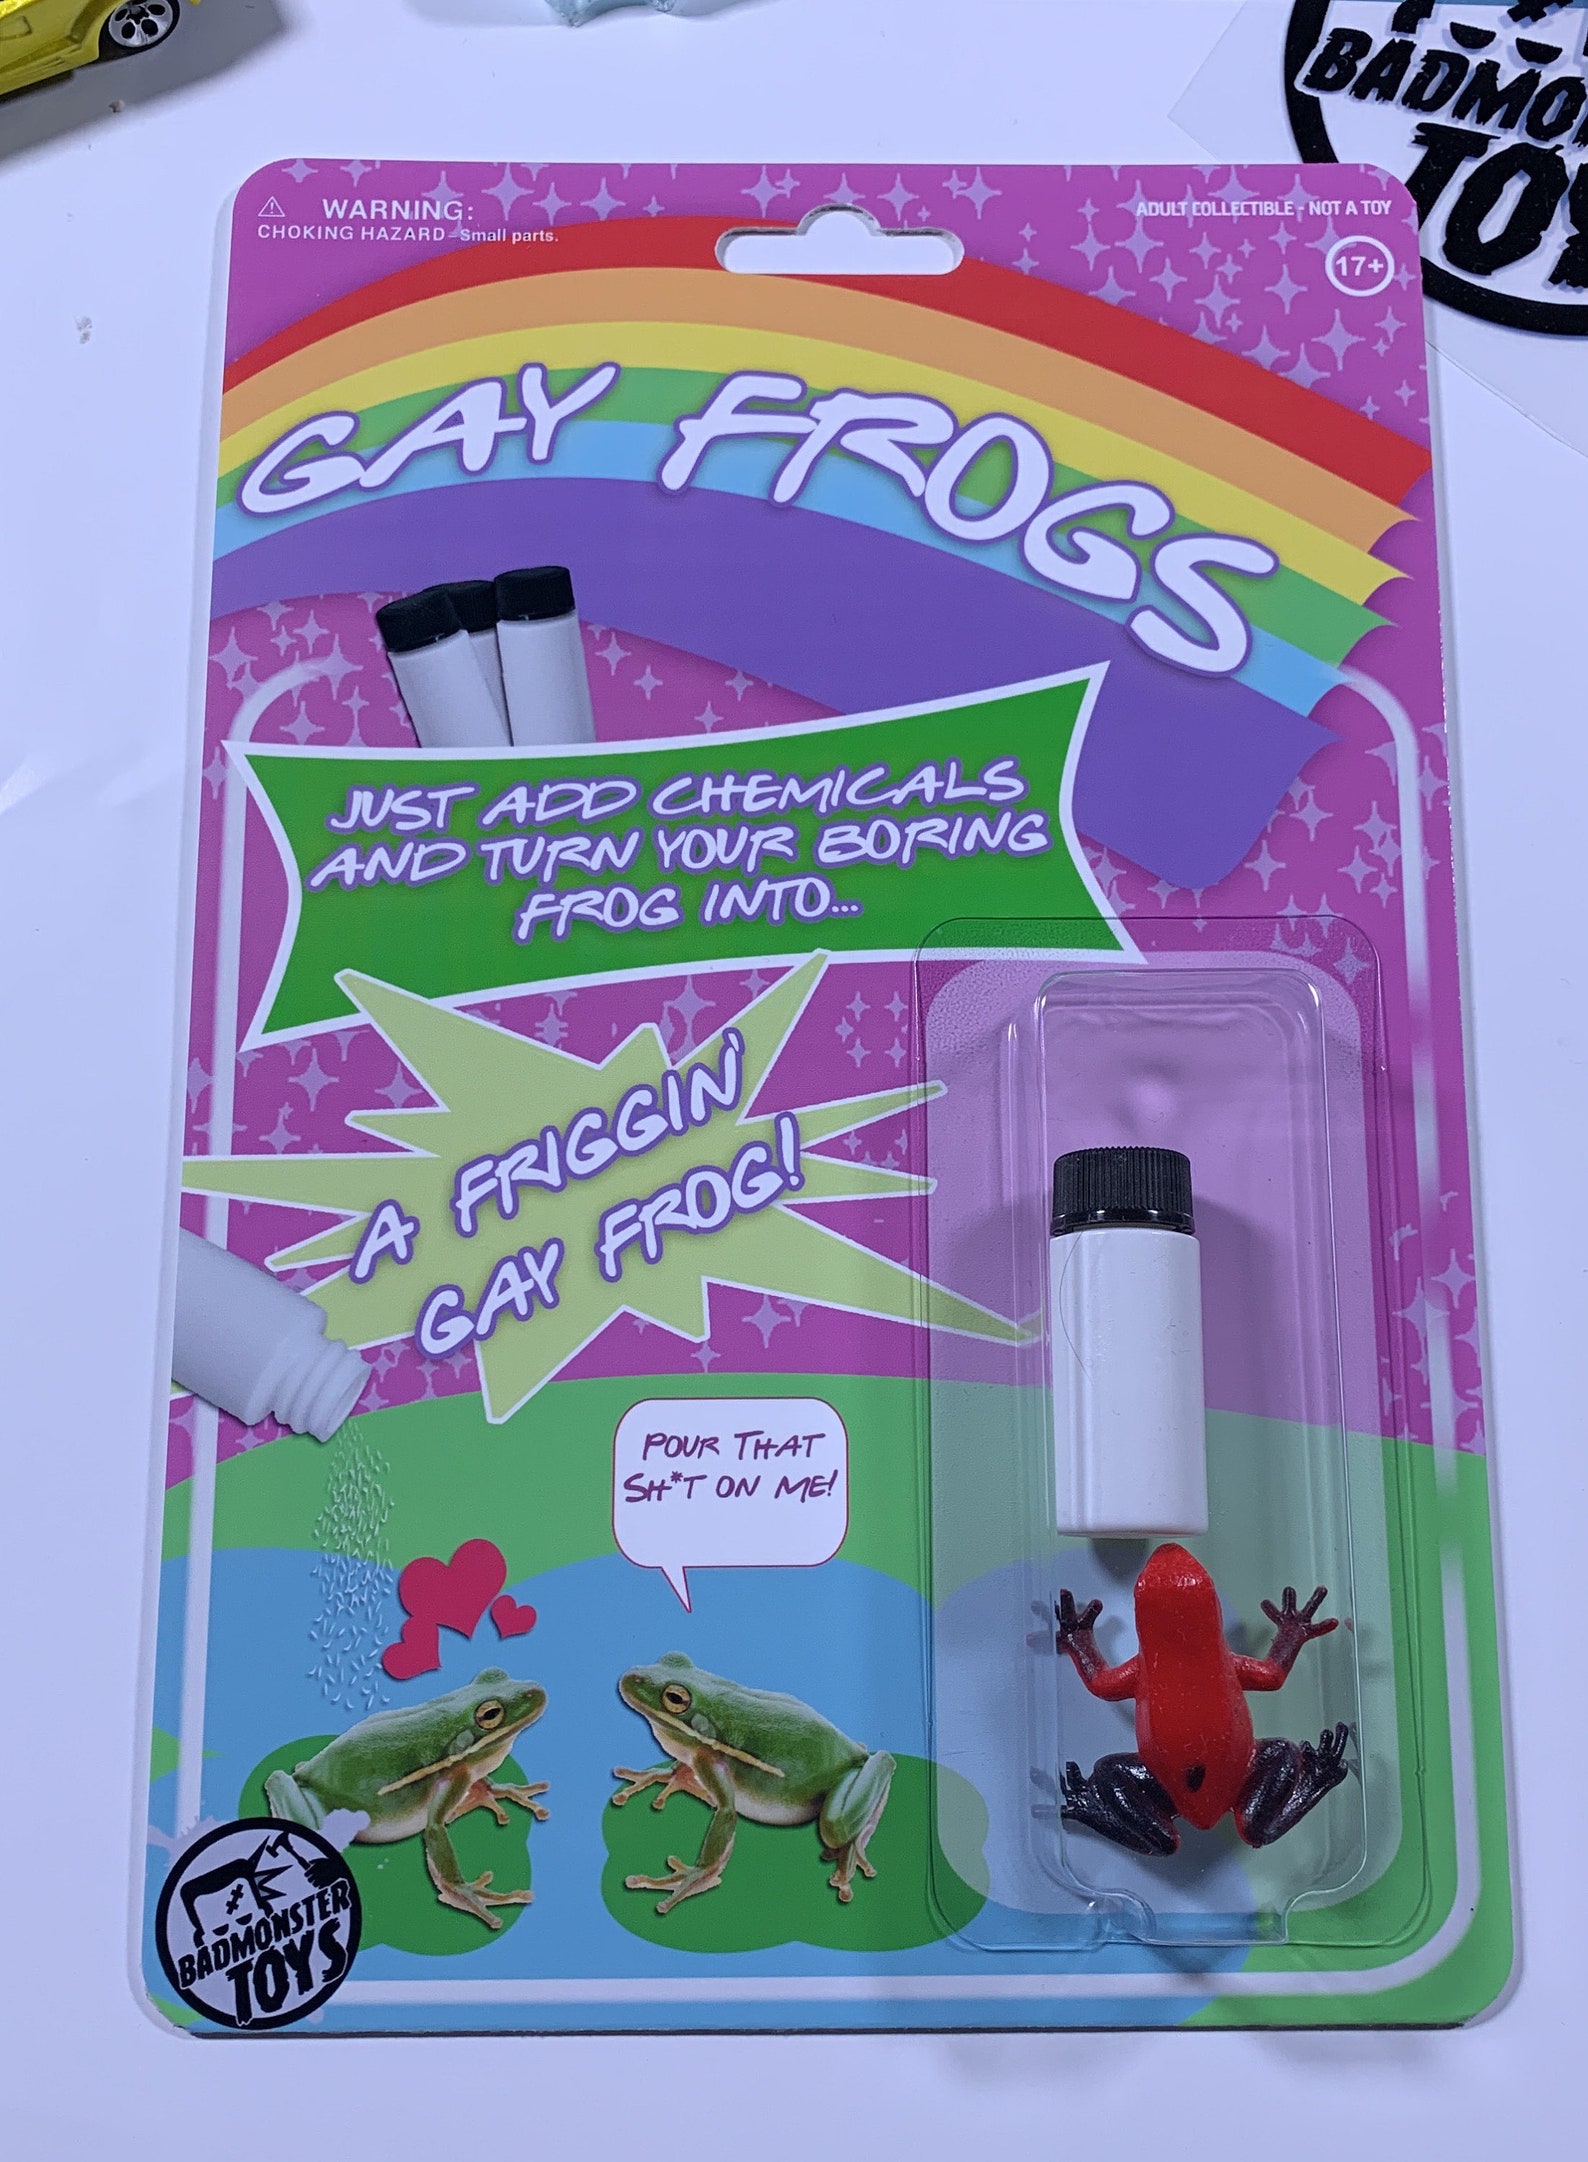 BADMO
TOY
WARNING:
CHOKING HAZARD-Small parts.
ADULT COLLECTIBLE - NOT A TOY
17+
GAY FROGS
JUST ADD CHEMICALS
AND TURN YOUR BORING
FROG INTO...
A FRIGGIN'
GAY FROG!
POUR THAT
SH*T ON ME!
BADMONSTER
TOYS